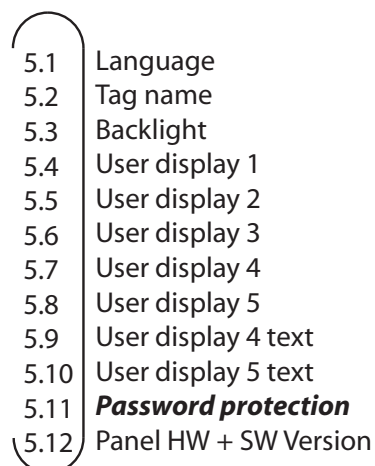 5.1 Language
5.2 Tag name
5.3 Backlight
5.4 User display 1
5.5 User display 2
5.6 User display 3
5.7 User display 4
5.8 User display 5
5.9 User display 4 text
5.10 User display 5 text
5.11 Password protection
5.12 Panel HW + SW Version